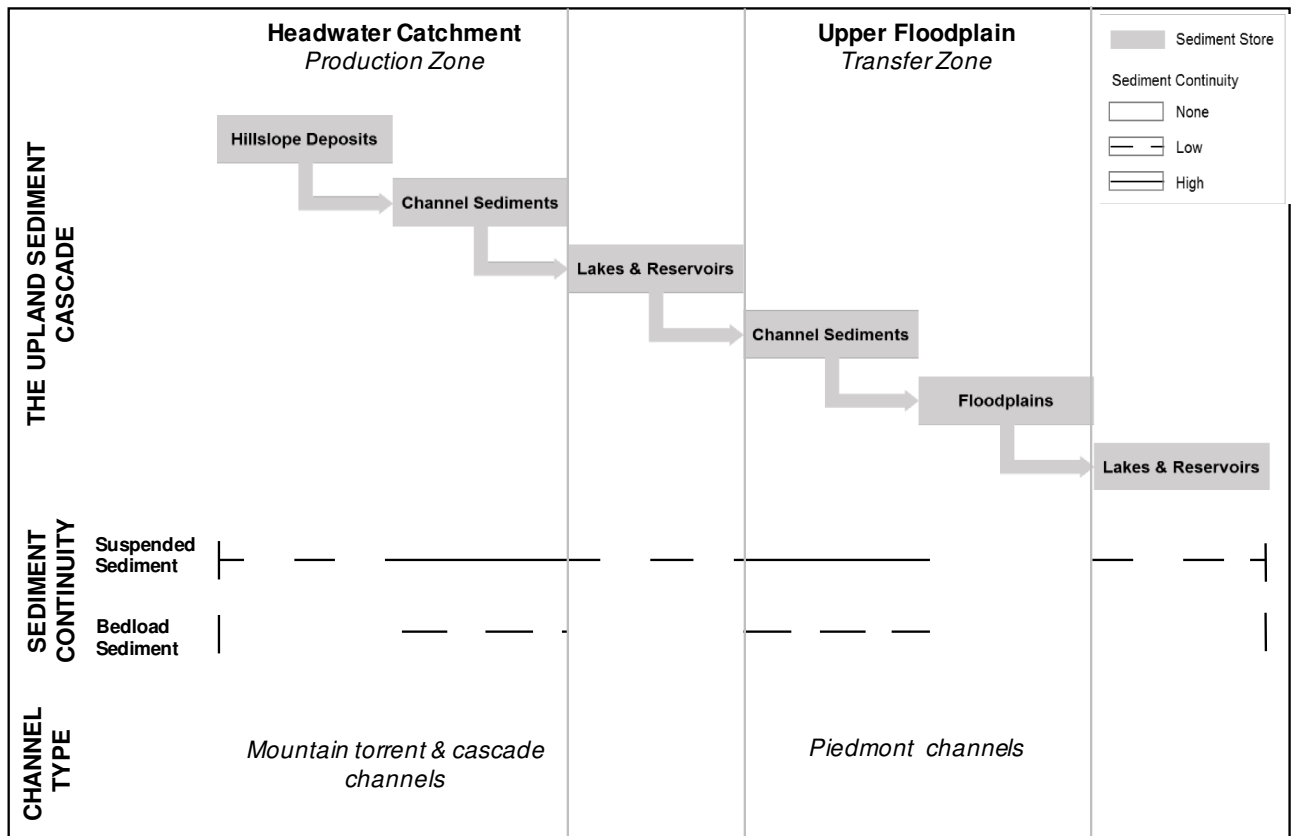 Headwater Catchment
Production Zone
Upper Floodplain
Transfer Zone
Sediment Store
Sediment Continuity
None
Low
High
THE UPLAND SEDIMENT
CASCADE
Hillslope Deposits
Channel Sediments
Lakes & Reservoirs
Channel Sediments
Floodplains
Lakes & Reservoirs
SEDIMENT
CONTINUITY
Suspended
Sediment
Bedload
Sediment
CHANNEL
TYPE
Mountain torrent & cascade
channels
Piedmont channels